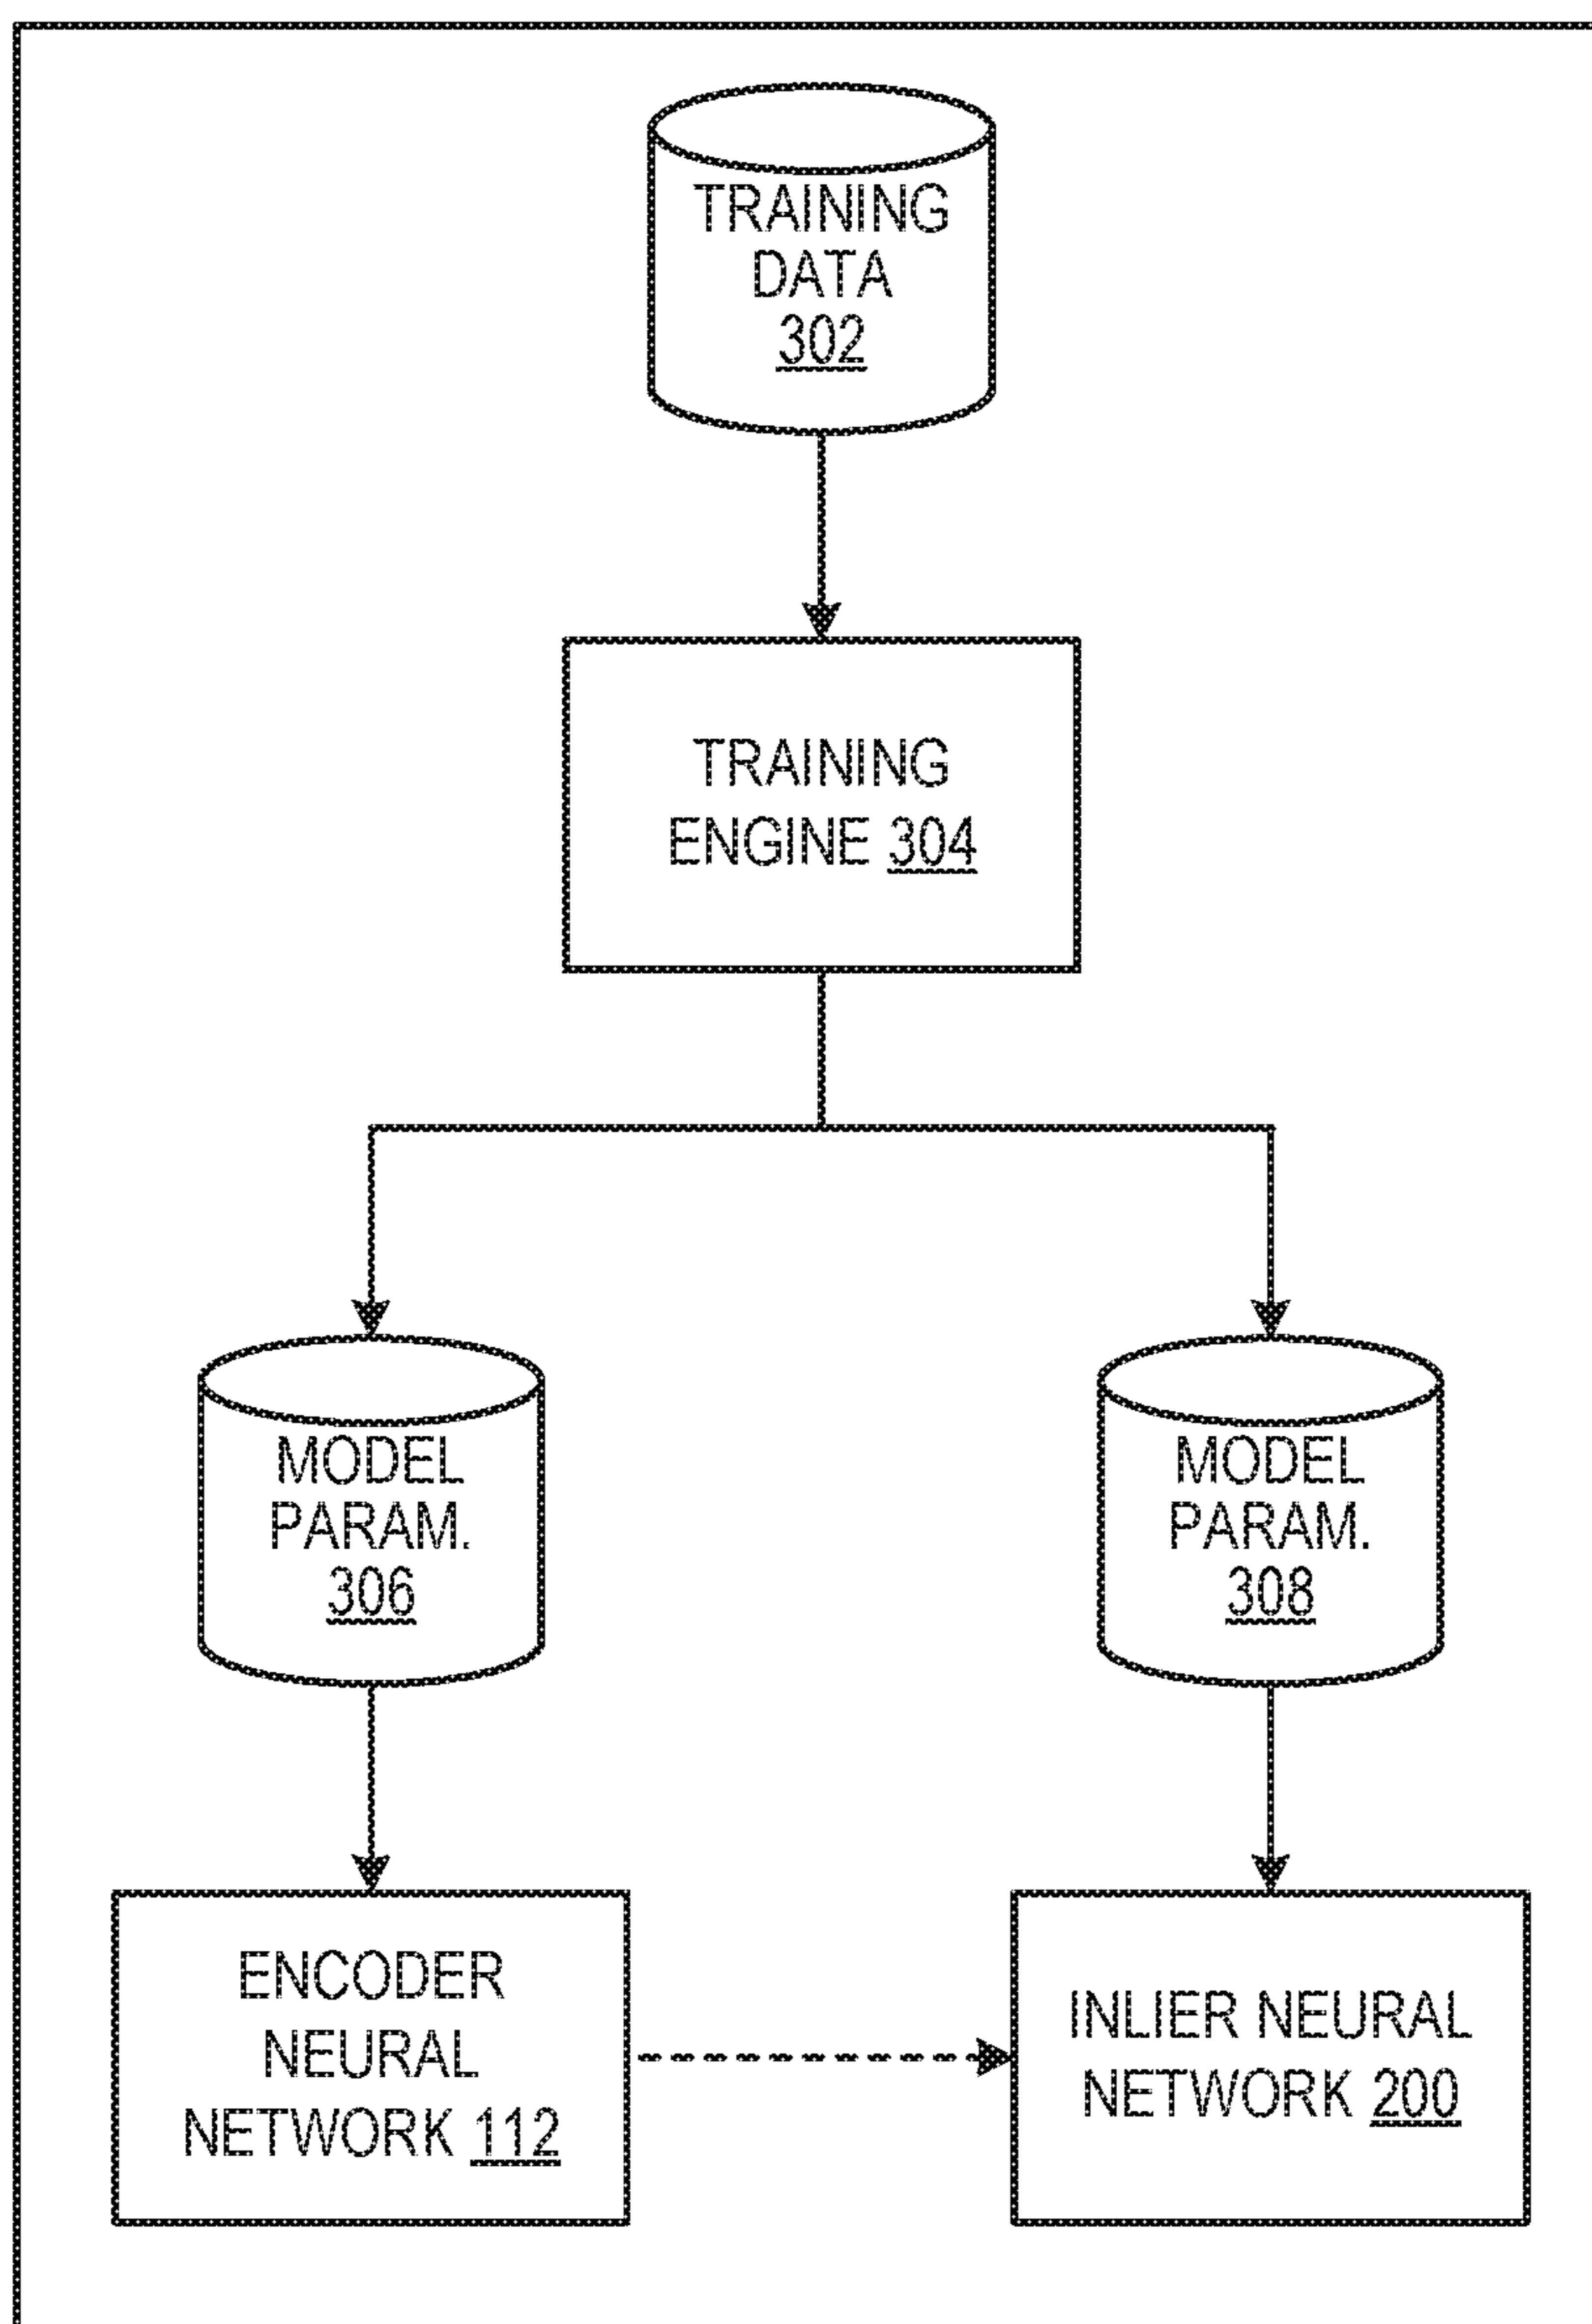 TRAINING
DATA
302
TRAINING
ENGINE 304
MODEL
PARAM.
306
MODEL
PARAM.
308
ENCODER
NEURAL
NETWORK 112
INLIER NEURAL
NETWORK 200